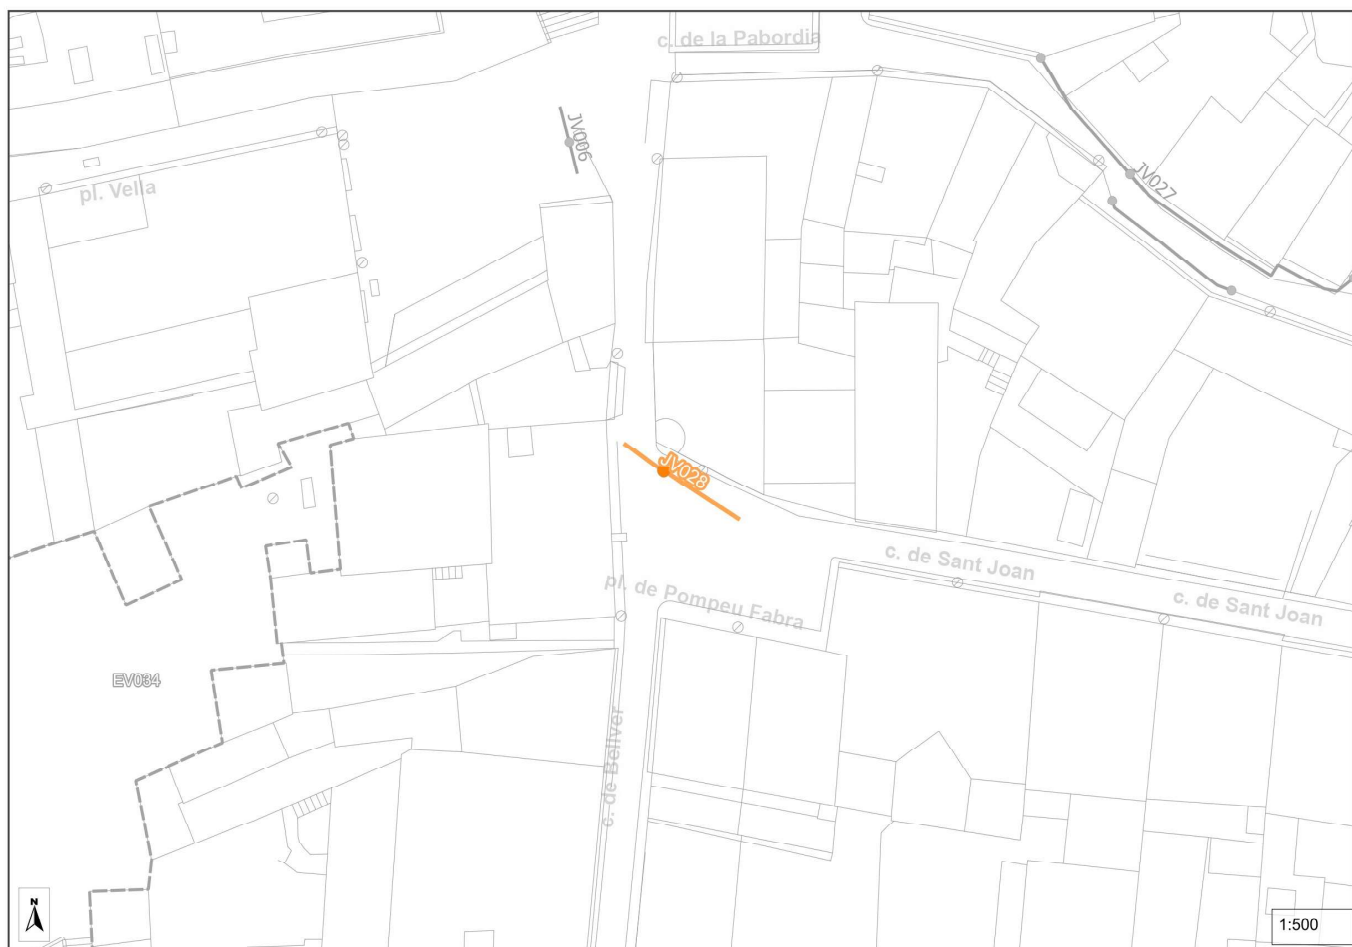 c. de la Pabordia
JV006
pl. Vella
JV027
JV028
c. de Sant Joan
pl. de Pompeu Fabra
c. de Sant Joan
EV034
c. de Bellver
N
1:500